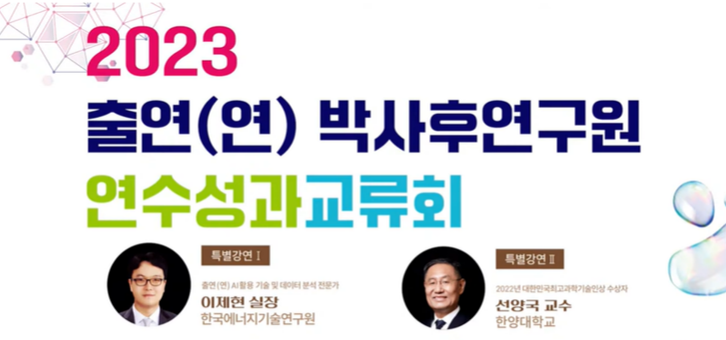 2023
출연(연) 박사후연구원
연수성과교류회
특별강연 Ⅰ
출연(연) AI활용 기술 및 데이터 분석 전문가
이제현 실장
한국에너지기술연구원
특별강연 Ⅱ
2022년 대한민국최고과학기술인상 수상자
선양국 교수
한양대학교